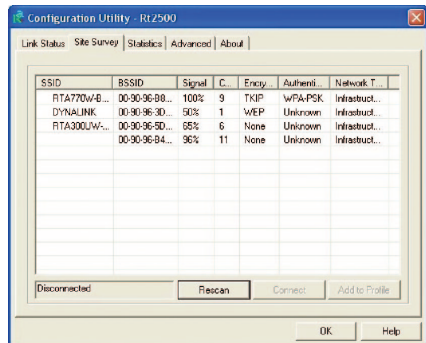 Configuration Utility - Rt2500
Link Status Site Survey Statistics Advanced About
SSID BSSID Signal C... Encry... Authenti... Network T...
RTA770W-B... 00-90-96-B8... 100% 9 TKIP WPA-PSK Infrastruct...
DYNALINK 00-90-96-3D... 50% 1 WEP Unknown Infrastruct...
RTA300UW-... 00-90-96-5D... 65% 6 None Unknown Infrastruct...
00-90-96-B4... 96% 11 None Unknown Infrastruct...
Disconnected Rescan Connect Add to Profile
OK Help